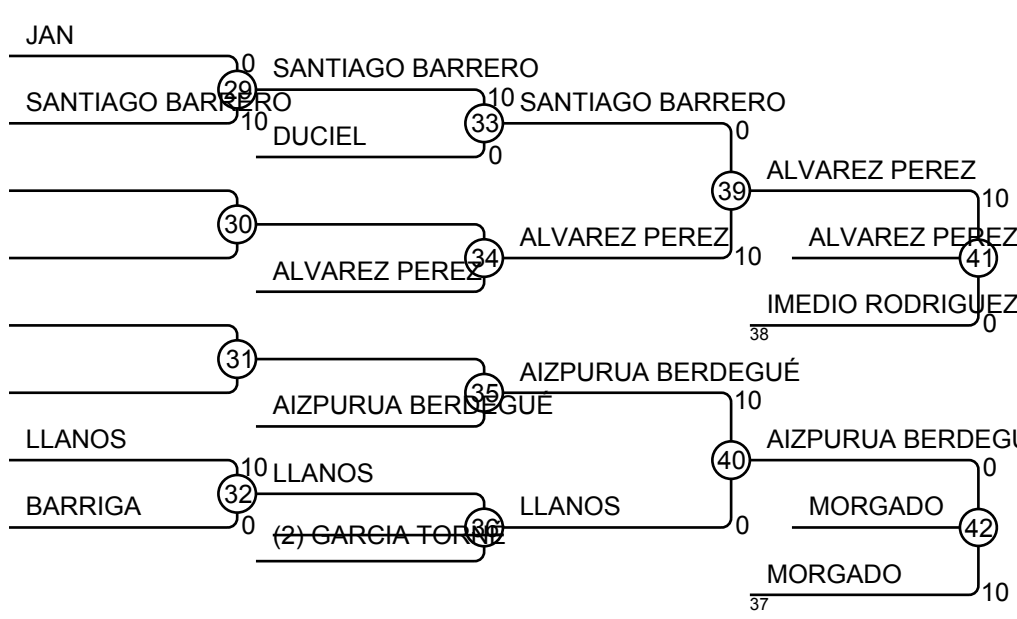 JAN
0
29
SANTIAGO BARRERO
10
SANTIAGO BARRERO
10
33
DUCIEL
0
SANTIAGO BARRERO
0
39
30
ALVAREZ PEREZ
34
ALVAREZ PEREZ
10
ALVAREZ PEREZ
10
ALVAREZ PEREZ
41
IMEDIO RODRIGUEZ
0
38
31
AIZPURUA BERDEGUÉ
35
AIZPURUA BERDEGUÉ
10
40
LLANOS
10
32
BARRIGA
0
LLANOS
36
(2) GARCIA TORNÉ
LLANOS
0
AIZPURUA BERDEGU
0
MORGADO
42
MORGADO
10
37